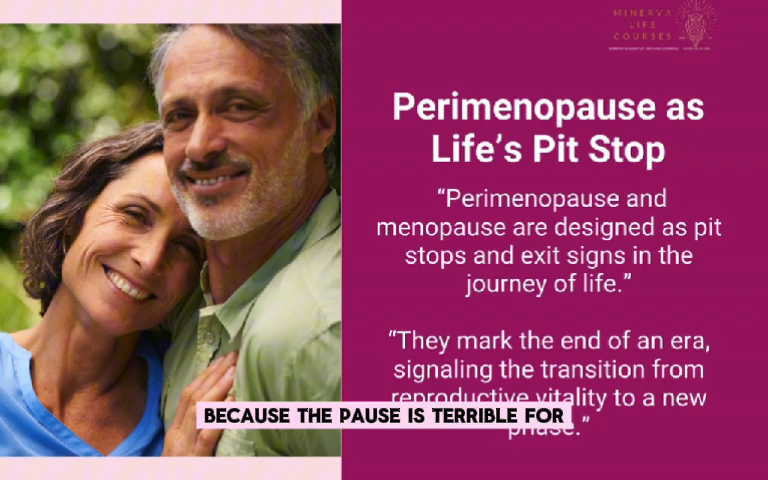 MINERVA
LIFE
COURSES
Perimenopause as
Life's Pit Stop
“Perimenopause and
menopause are designed as pit
stops and exit signs in the
journey of life.”
“They mark the end of an era,
signaling the transition from
reproductive vitality to a new
phase.”
BECAUSE THE PAUSE IS TERRIBLE FOR